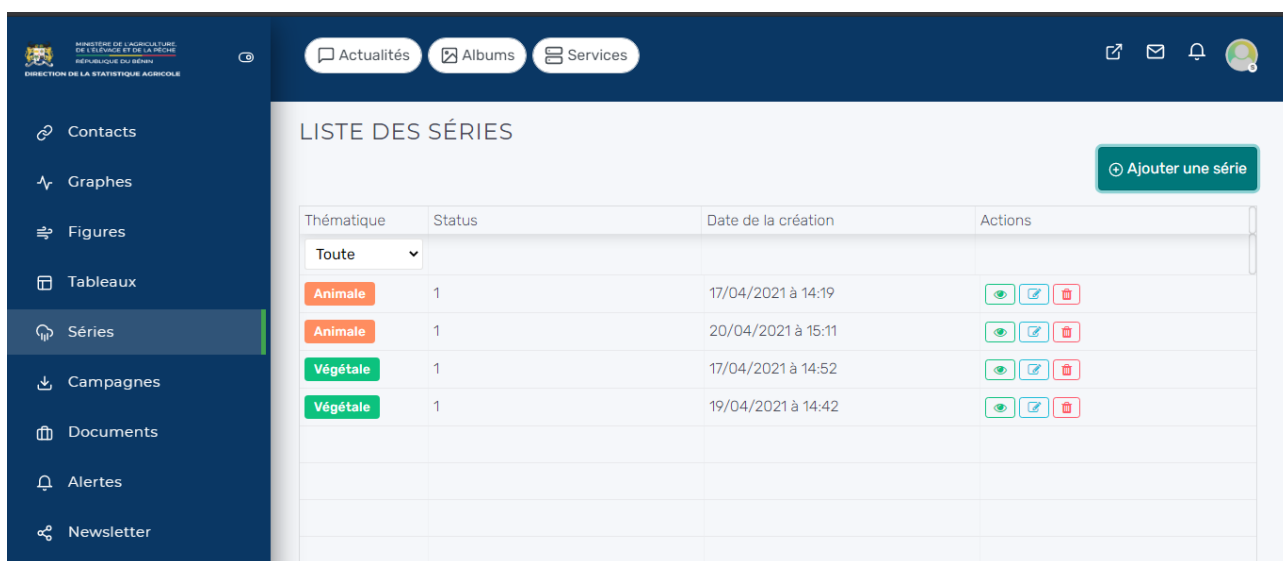 MINISTÈRE DE L'AGRICULTURE,
DE L'ÉLEVAGE ET DE LA PÊCHE
RÉPUBLIQUE DU BÉNIN
DIRECTION DE LA STATISTIQUE AGRICOLE
Actualités Albums Services
Contacts
Graphes
Figures
Tableaux
Séries
Campagnes
Documents
Alertes
Newsletter
LISTE DES SÉRIES
Ajouter une série
Thématique Status Date de la création Actions
Toute
Animale 1 17/04/2021 à 14:19
Animale 1 20/04/2021 à 15:11
Végétale 1 17/04/2021 à 14:52
Végétale 1 19/04/2021 à 14:42